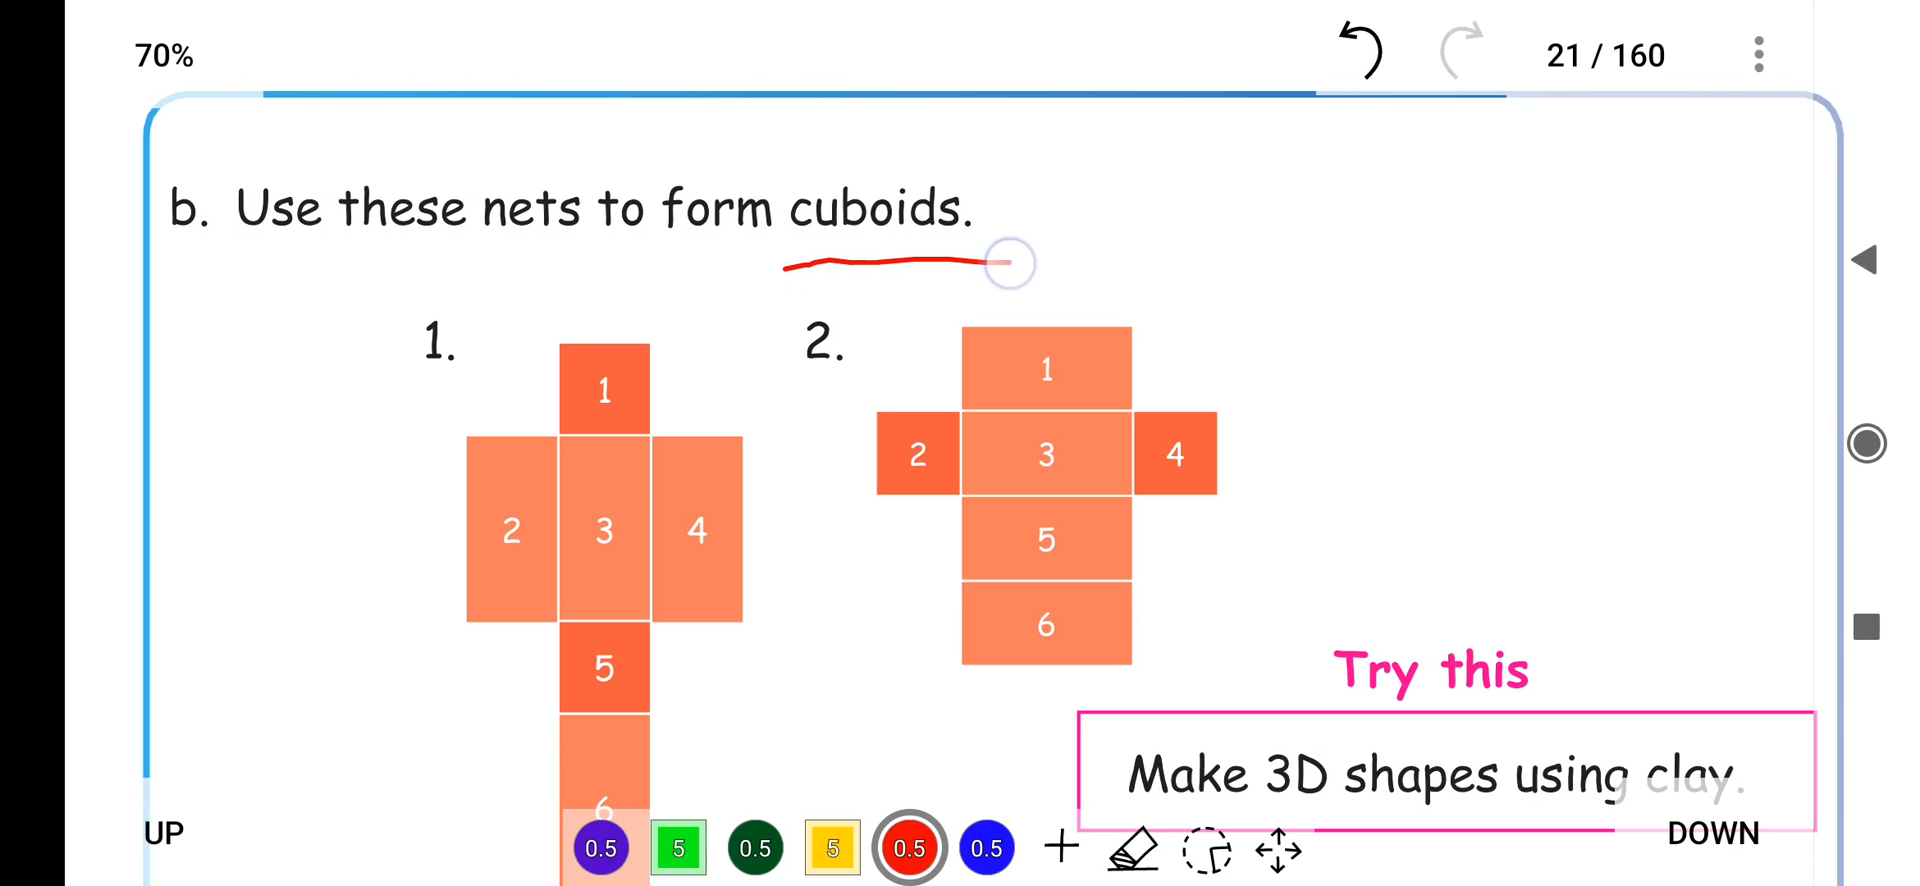 70%
21 / 160
b. Use these nets to form cuboids.
1.
2.
1
2 3 4
5
6
1
2 3 4
5
6
Try this
Make 3D shapes using clay.
UP
0.5 5 0.5 5 0.5 0.5
DOWN